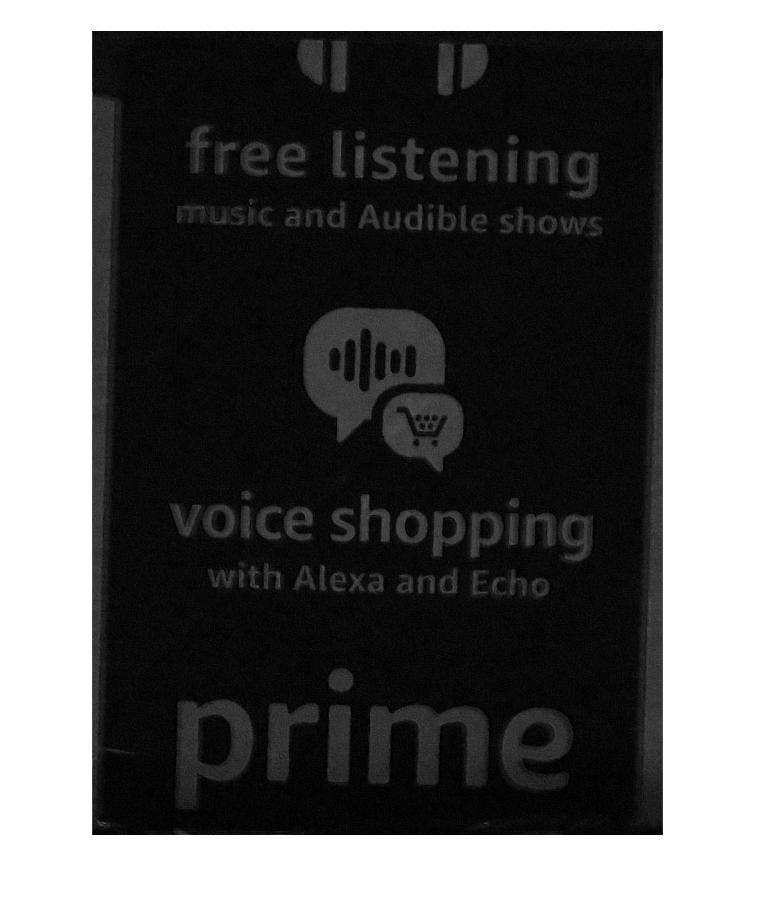 free listening
music and Audible shows
voice shopping
with Alexa and Echo
prime